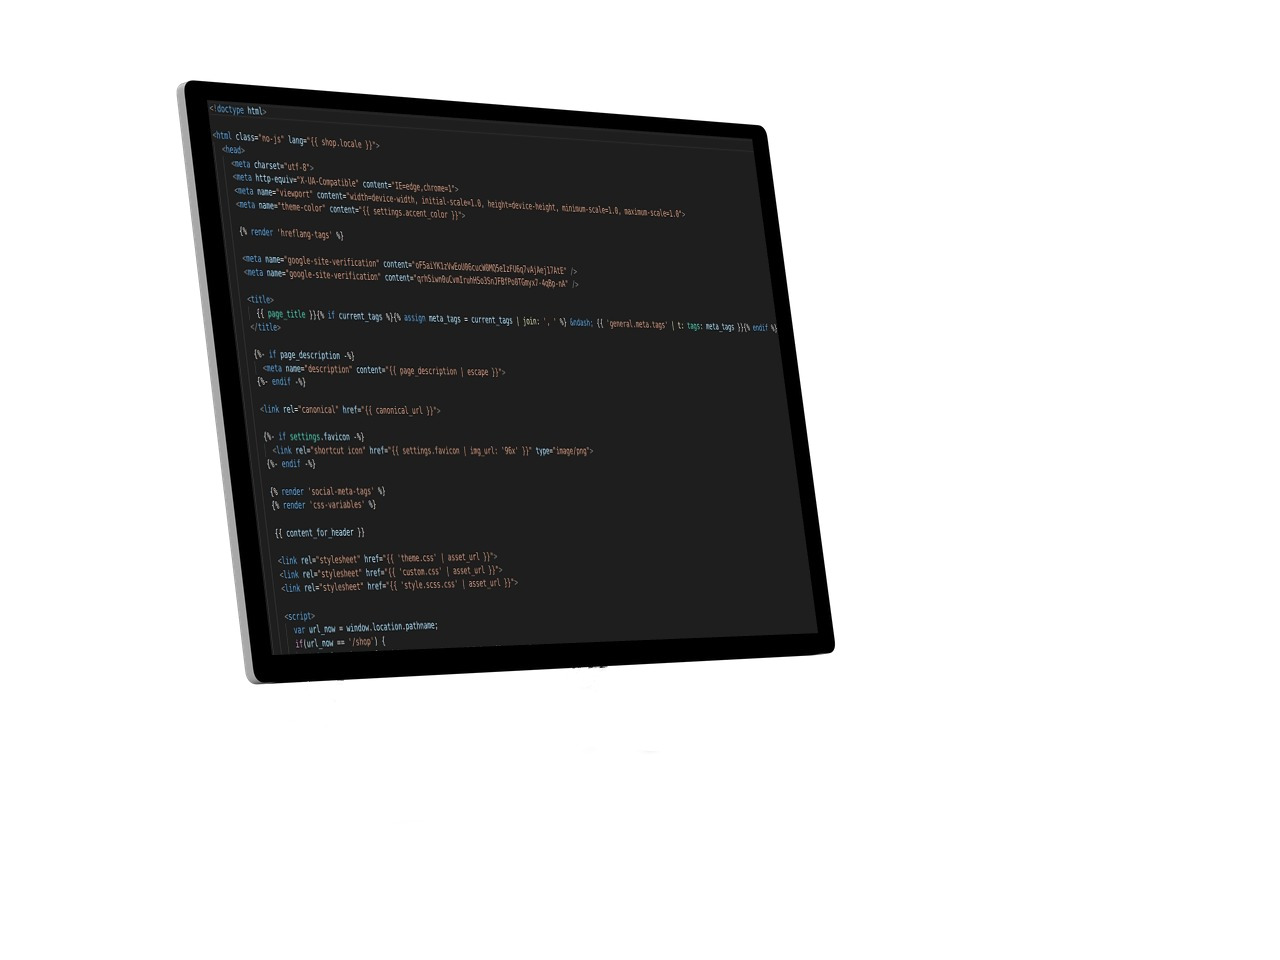 <!doctype html>
<html class="no-js" lang="{{ shop.locale }}">
<head>
<meta charset="utf-8">
<meta http-equiv="X-UA-Compatible" content="IE=edge,chrome=1">
<meta name="viewport" content="width=device-width, initial-scale=1.0, height=device-height, minimum-scale=1.0, maximum-scale=1.0">
<meta name="theme-color" content="{{ settings.accent_color }}">
{% render 'hreflang-tags' %}
<meta name="google-site-verification" content= />
<meta name="google-site-verification" content= />
<title>
{{ page_title }}{% if current_tags %}{% assign meta_tags = current_tags | join: ', ' %} &ndash; {{ 'general.meta.tags' | t: tags: meta_tags }}{% endif %}
</title>
{%- if page_description -%}
<meta name="description" content="{{ page_description | escape }}">
{%- endif -%}
<link rel="canonical" href="{{ canonical_url }}">
{%- if settings.favicon -%}
<link rel="shortcut icon" href="{{ settings.favicon | img_url: '96x' }}" type="image/png">
{%- endif -%}
{% render 'social-meta-tags' %}
{% render 'css-variables' %}
{{ content_for_header }}
<link rel="stylesheet" href="{{ 'theme.css' | asset_url }}">
<link rel="stylesheet" href="{{ 'custom.css' | asset_url }}">
<link rel="stylesheet" href="{{ 'style.scss.css' | asset_url }}">
<script>
var url_now = window.location.pathname;
if(url_now == '/shop') {